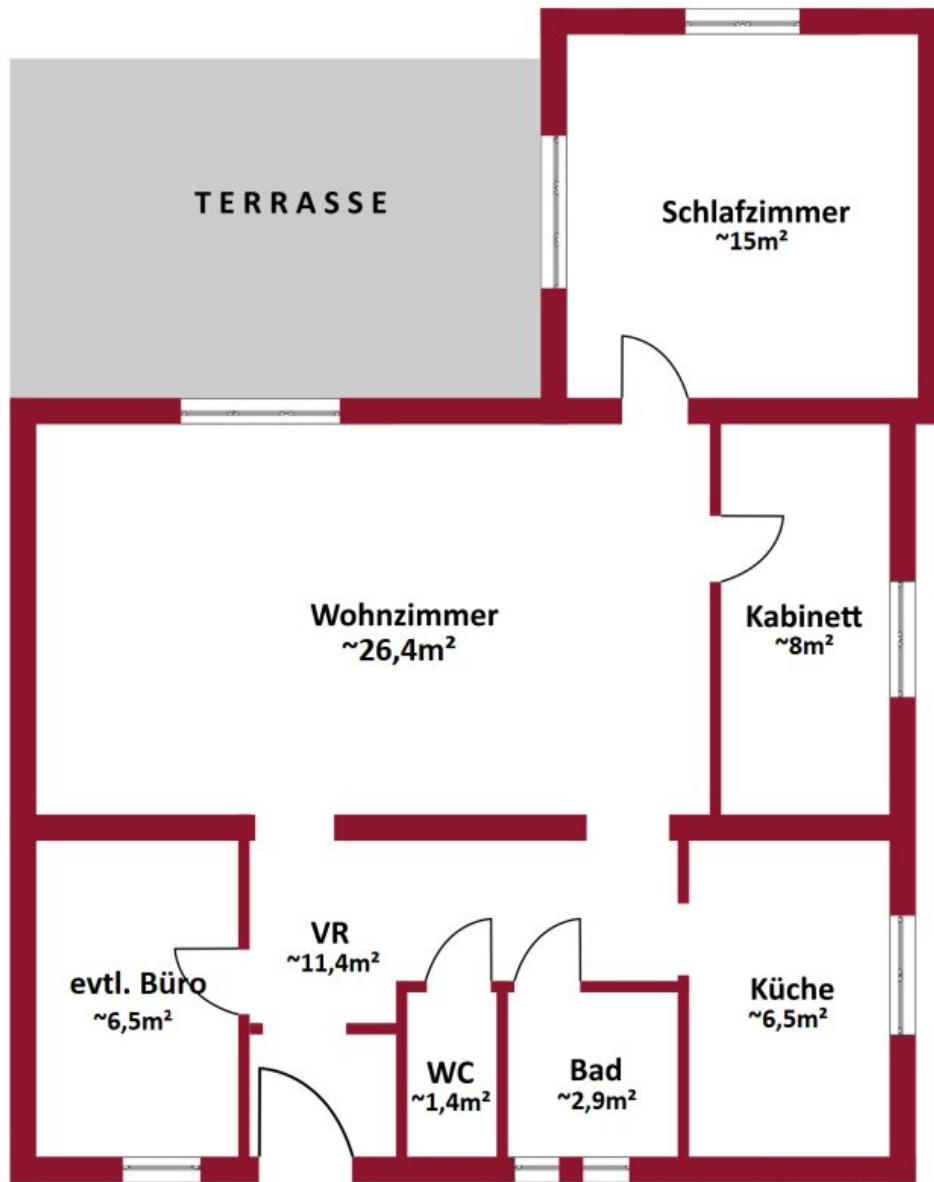 TERRASSE
Schlafzimmer
~15m²
Wohnzimmer
~26,4m²
Kabinett
~8m²
VR
~11,4m²
evtl. Büro
~6,5m²
Küche
~6,5m²
WC
~1,4m²
Bad
~2,9m²